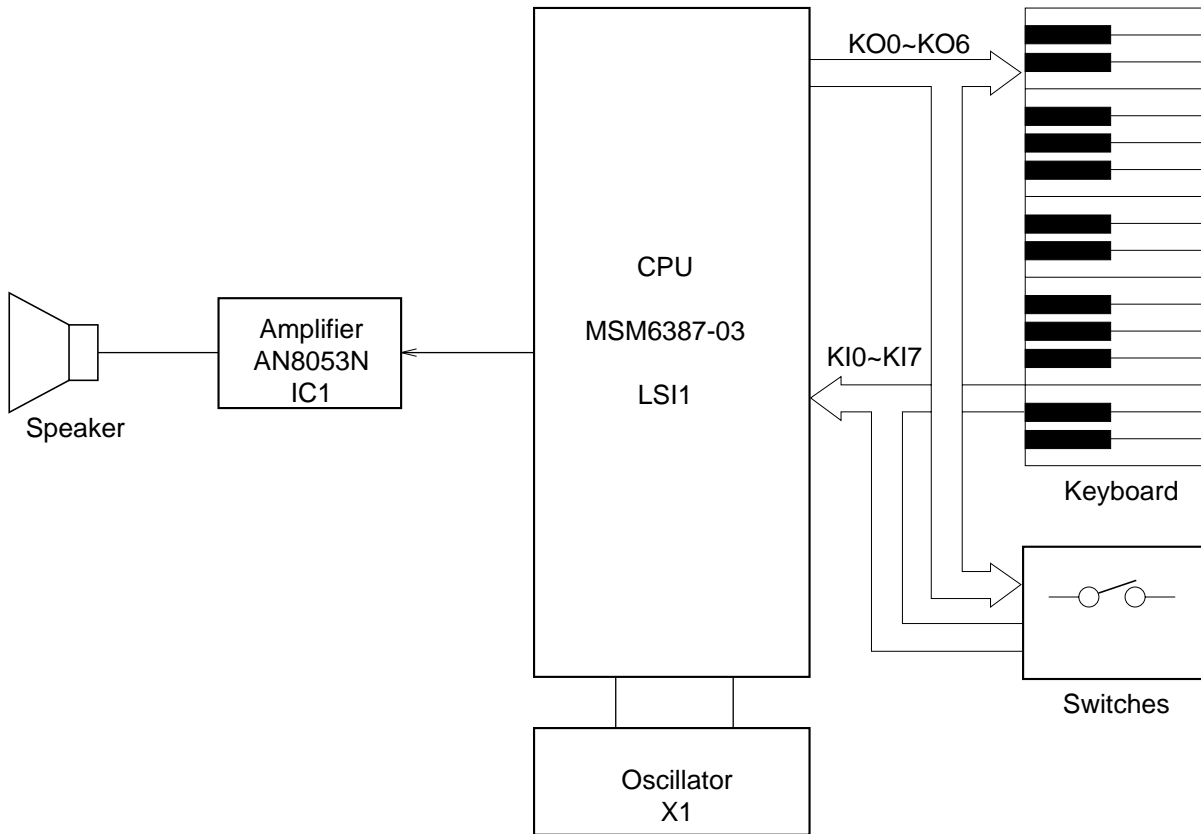 KO0~KO6
CPU
MSM6387-03
LSI1
KI0~KI7
Amplifier
AN8053N
IC1
Speaker
Keyboard
Switches
Oscillator
X1